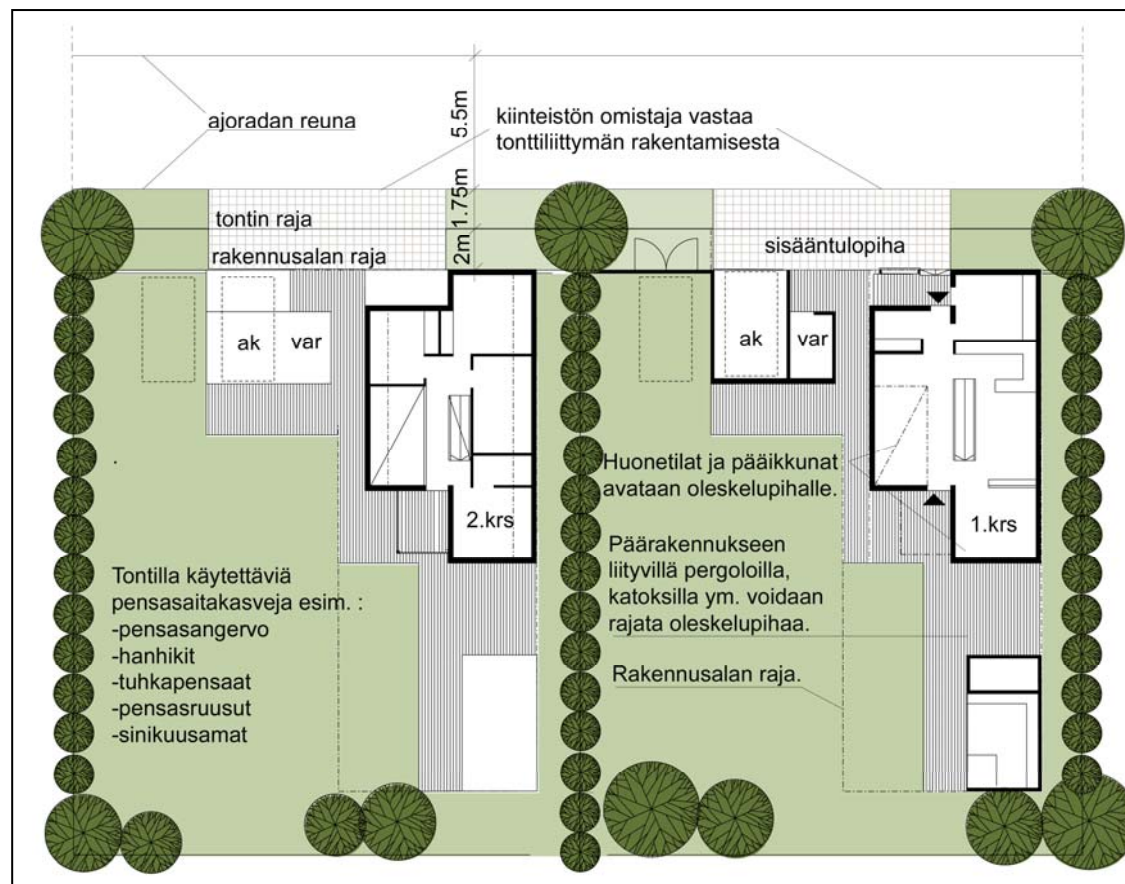 ajoradan reuna
5.5m
kiinteistön omistaja vastaa
tonttiliittymän rakentamisesta
1.75m
tontin raja
2m
rakennusalan raja
sisääntulopiha
ak
var
ak
var
2.krs
Huonetilat ja pääikkunat
avataan oleskelupihalle.
1.krs
Tontilla käytettäviä
pensasaitakasveja esim. :
-pensasangervo
-hanhikit
-tuhkapensaat
-pensasruusut
-sinikuusamat
Päärakennukseen
liityvillä pergoloilla,
katoksilla ym. voidaan
rajata oleskelupihaa.
Rakennusalan raja.